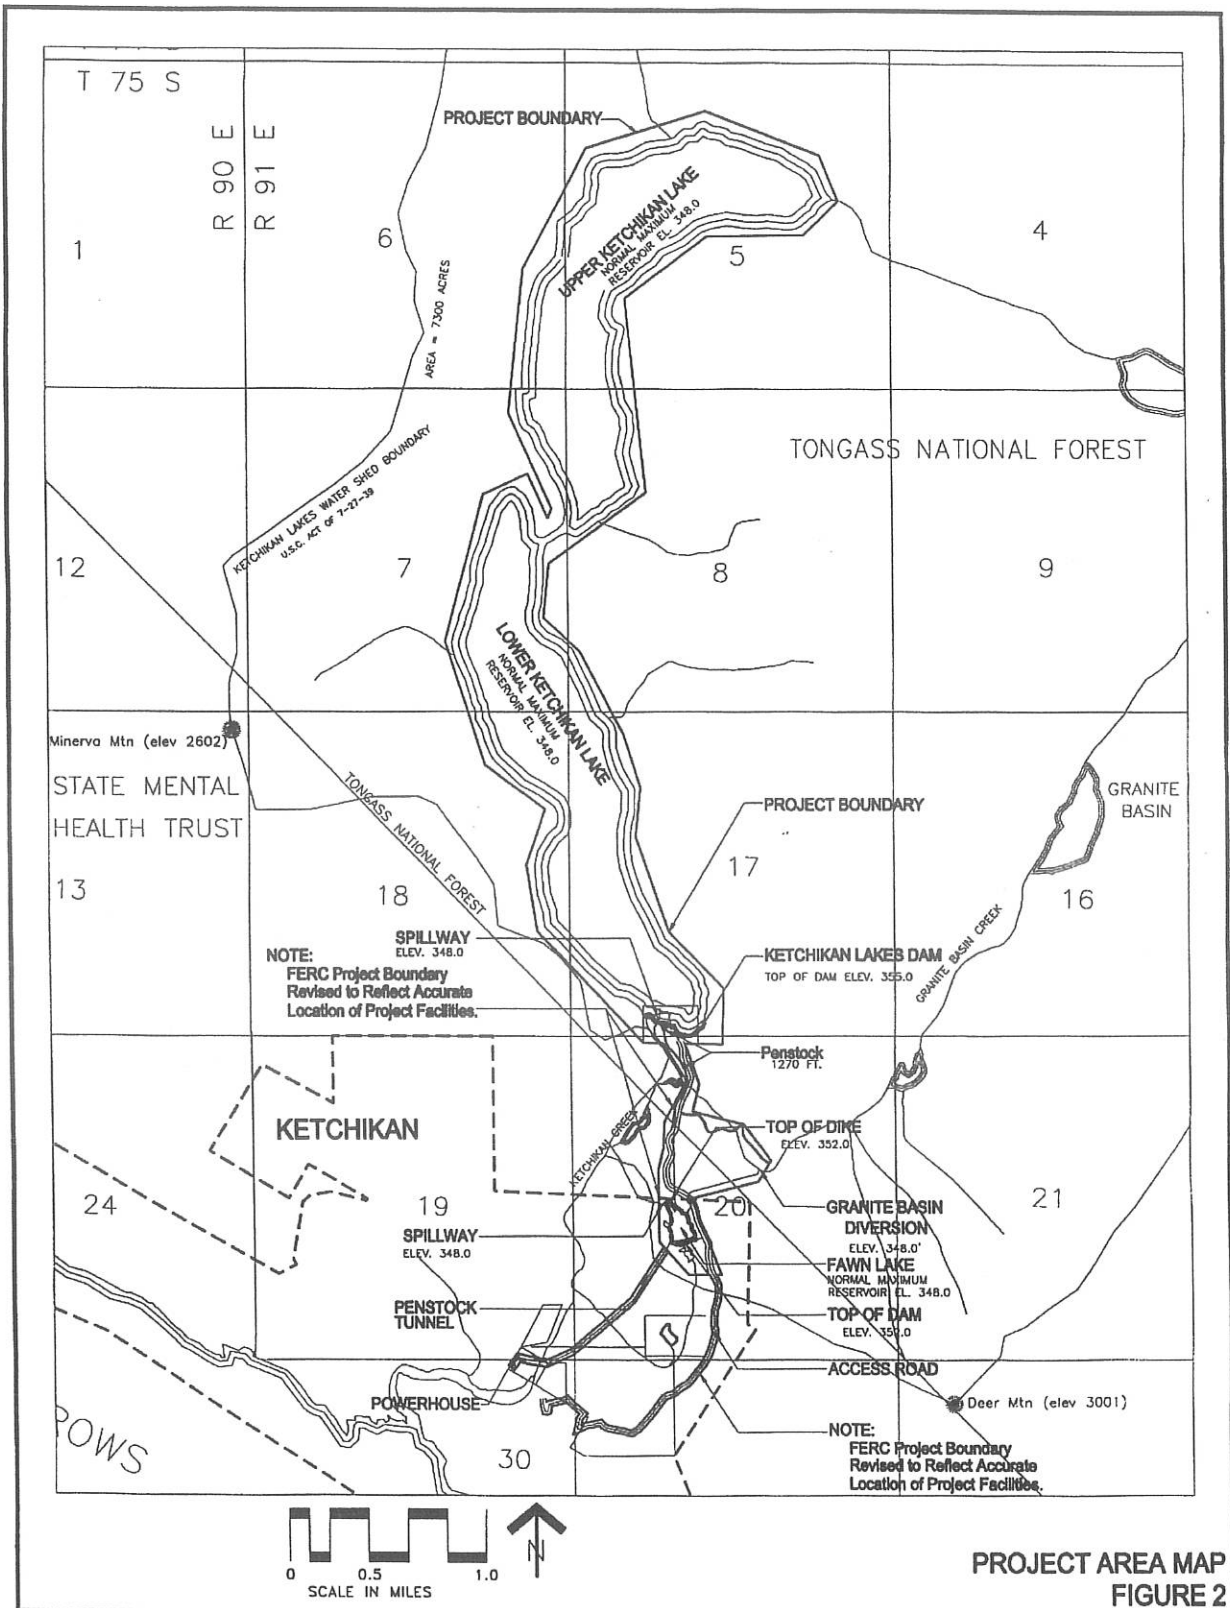 T 75 S
R 90 E
R 91 E
PROJECT BOUNDARY
1
6
5
4
UPPER KETCHIKAN LAKE
NORMAL MAXIMUM
RESERVOIR EL. 348.0
AREA = 7300 ACRES
TONGASS NATIONAL FOREST
KETCHIKAN LAKES WATER SHED BOUNDARY
U.S.C. ACT OF 7-27-39
12
7
8
9
LOWER KETCHIKAN LAKE
NORMAL MAXIMUM
RESERVOIR EL. 348.0
Minerva Mtn (elev 2602)
STATE MENTAL
HEALTH TRUST
TONGASS NATIONAL FOREST
PROJECT BOUNDARY
GRANITE
BASIN
13
18
17
16
SPILLWAY
ELEV. 348.0
NOTE:
FERC Project Boundary
Revised to Reflect Accurate
Location of Project Facilities.
KETCHIKAN LAKES DAM
TOP OF DAM ELEV. 355.0
GRANITE BASIN CREEK
Penstock
1270 FT.
KETCHIKAN
KETCHIKAN CREEK
TOP OF DIKE
ELEV. 352.0
24
19
20
21
GRANITE BASIN
DIVERSION
ELEV. 348.0'
SPILLWAY
ELEV. 348.0
FAWN LAKE
NORMAL MAXIMUM
RESERVOIR EL. 348.0
PENSTOCK
TUNNEL
TOP OF DAM
ELEV. 352.0
ACCESS ROAD
POWERHOUSE
Deer Mtn (elev 3001)
ROWS
30
NOTE:
FERC Project Boundary
Revised to Reflect Accurate
Location of Project Facilities.
0 0.5 1.0
SCALE IN MILES
N
PROJECT AREA MAP
FIGURE 2